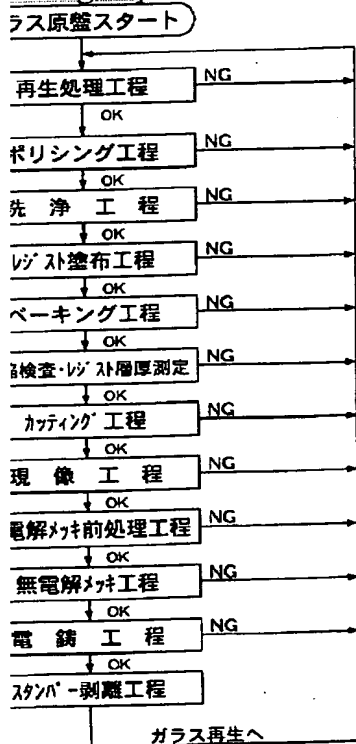 ラス原盤スタート
再生処理工程
NG
OK
ポリシング工程
NG
OK
洗 浄 工 程
NG
OK
レジスト塗布工程
NG
OK
ベーキング工程
NG
OK
陥検査・レジスト層厚測定
NG
OK
カッティング工程
NG
OK
現 像 工 程
NG
OK
電解メッキ前処理工程
NG
OK
無電解メッキ工程
NG
OK
電 鋳 工 程
NG
OK
スタンパー剥離工程
ガラス再生へ